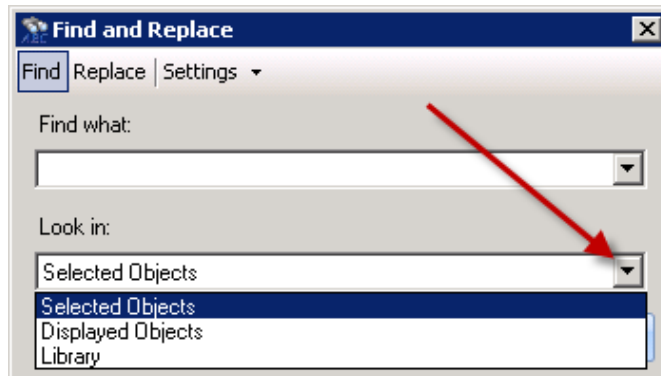 Find and Replace
Find Replace Settings
Find what:
Look in:
Selected Objects
Selected Objects
Displayed Objects
Library